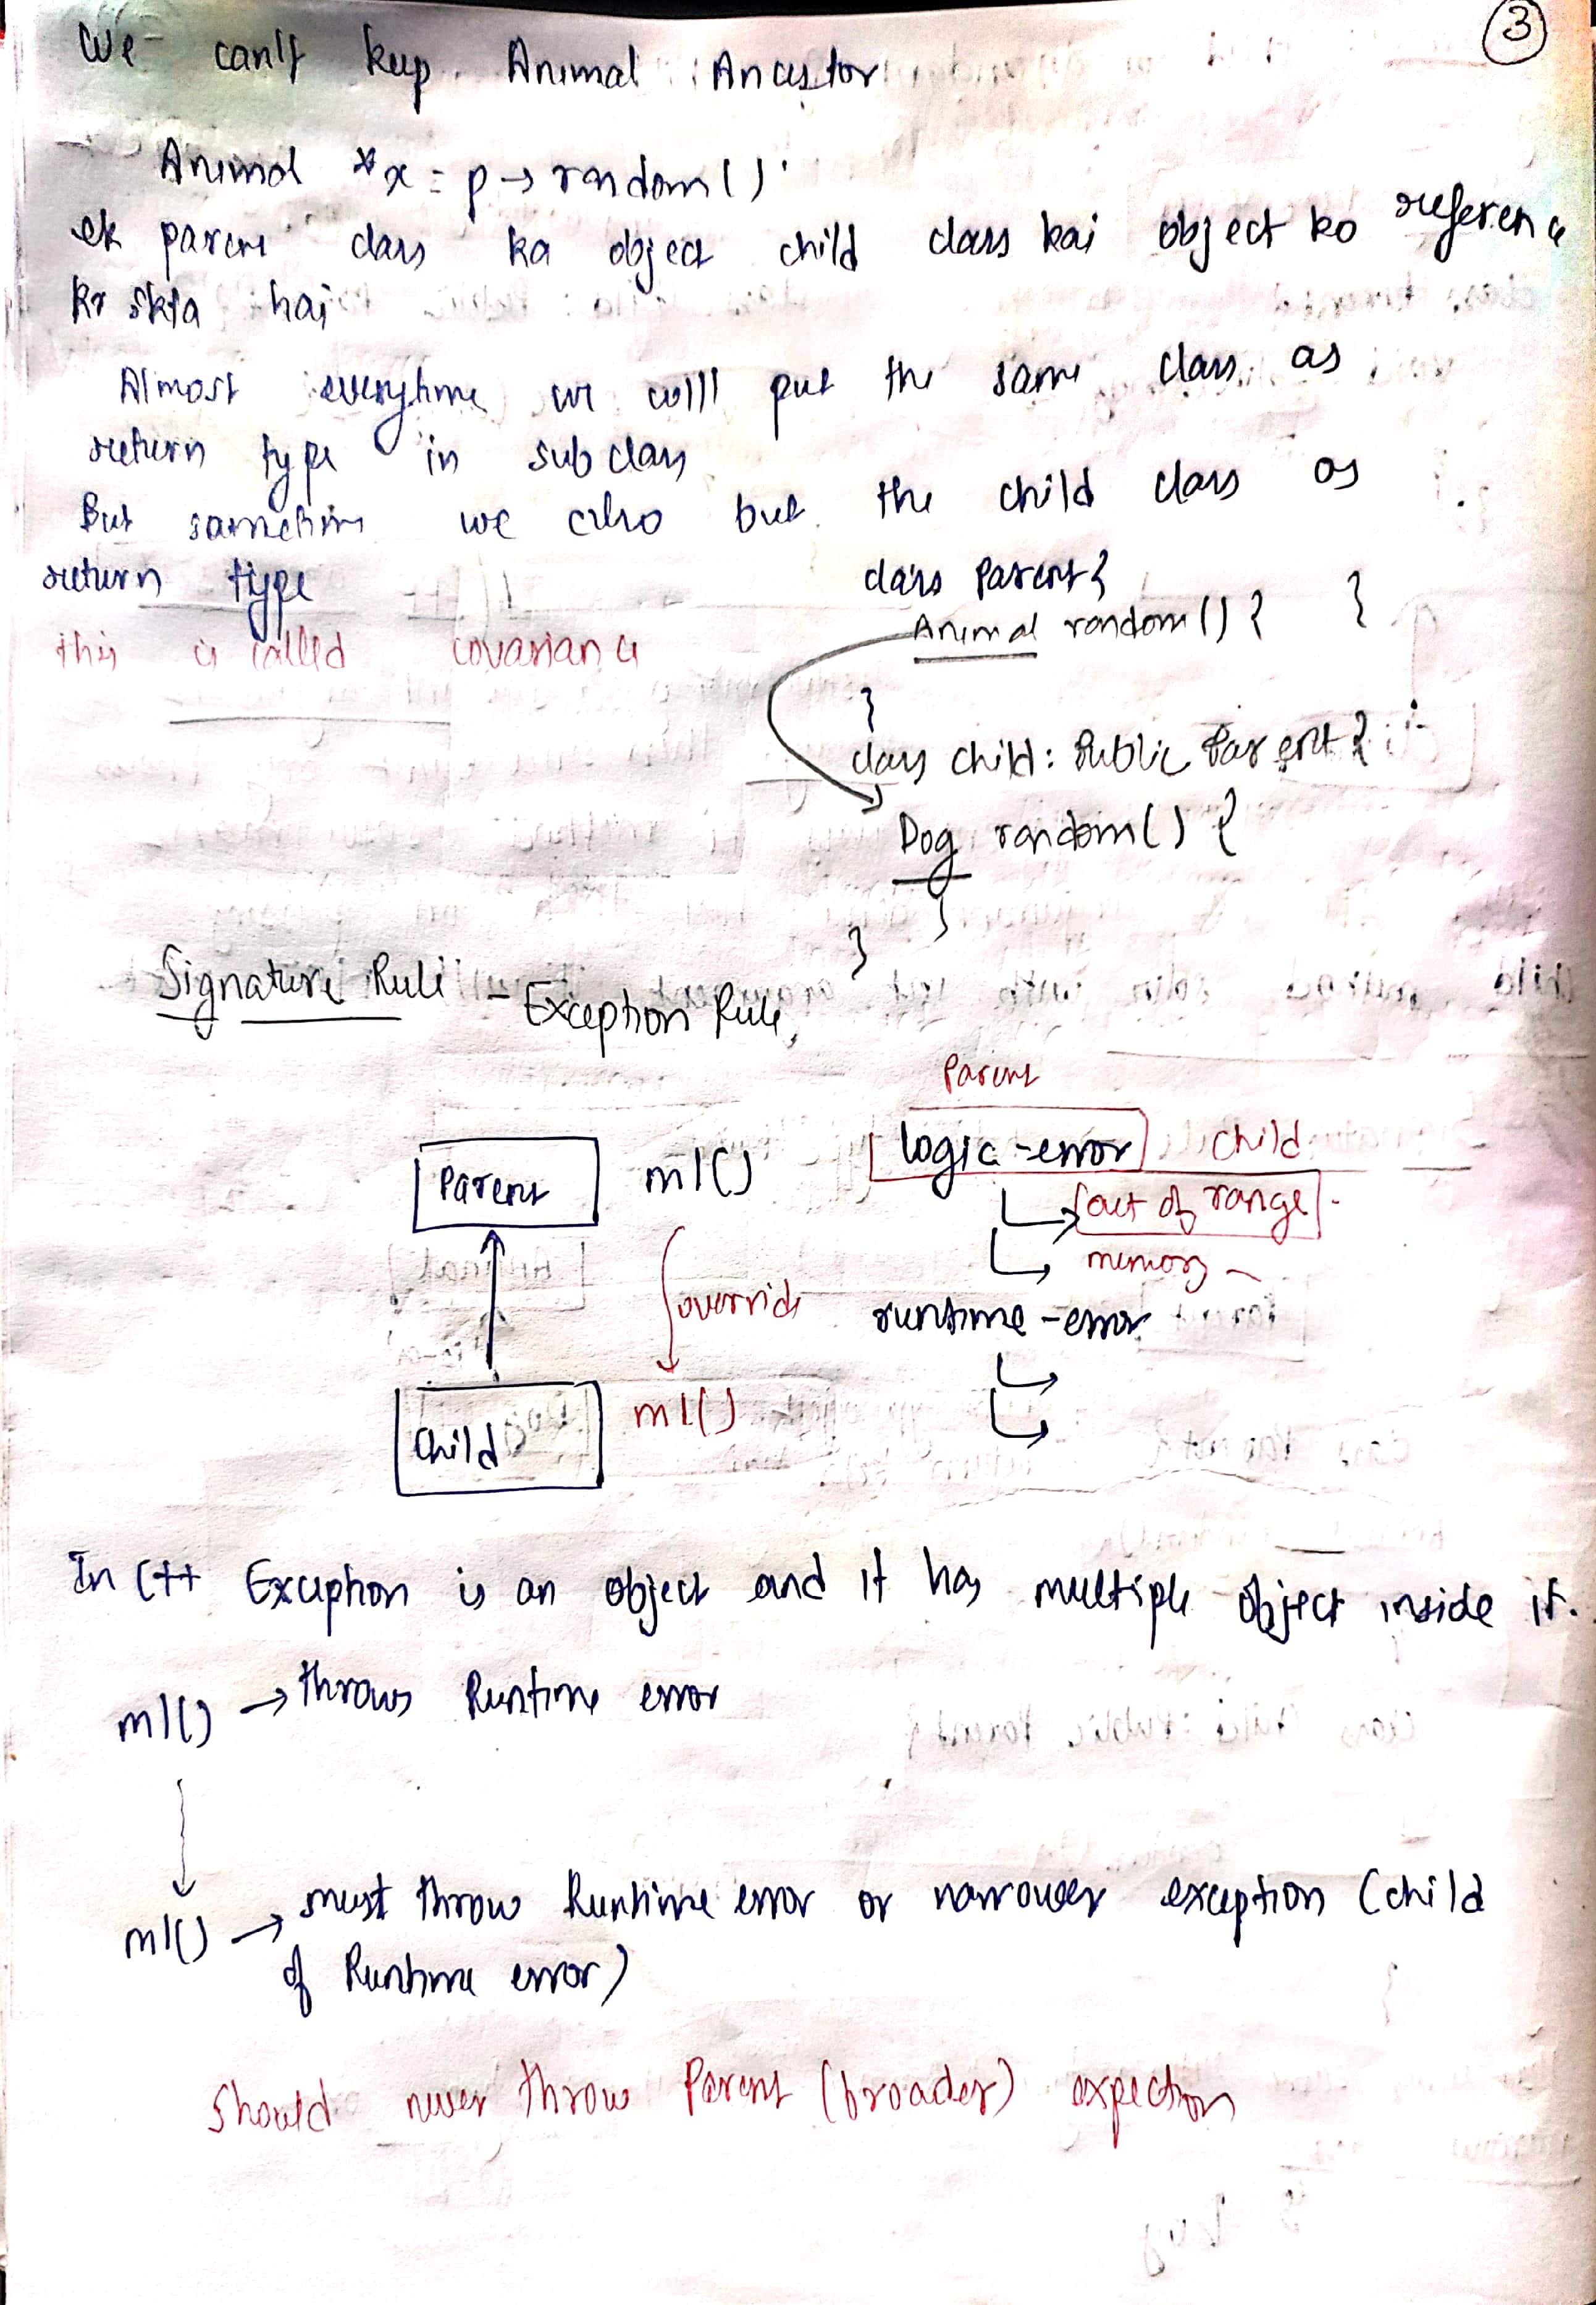 3
We can't keep Animal Ancestor
Animal *x = p→random()
ek parent class ka object child class kai object ko reference
kr skta hai
Almost everytime we will put the same class as
return type in subclass
But sometime we also but the child class as
return type
this is called covariance
class Parent {
Animal random() { }
}
class child : Public Parent {
Dog random() {
}
}
Signature Rule - Exception Rule
Parent m1()
override
Child m1()
Parent
logic-error child
out of range
memory
runtime-error
In C++ Exception is an object and it has multiple object inside it.
m1() → throws Runtime error
m1() → must throw Runtime error or narrower exception (child
of Runtime error)
Should never throw Parent (broader) expection